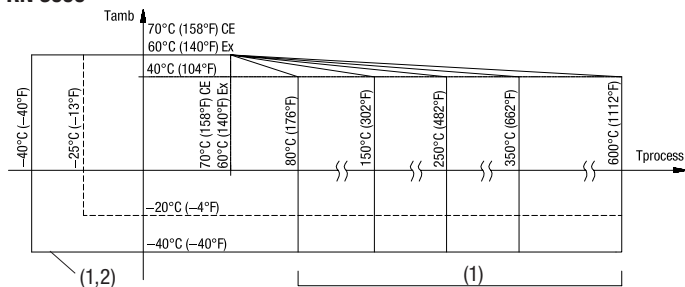 Tamb
70°C (158°F) CE
60°C (140°F) Ex
40°C (104°F)
–40°C (–40°F)
–25°C (–13°F)
70°C (158°F) CE
60°C (140°F) Ex
80°C (176°F)
150°C (302°F)
250°C (482°F)
350°C (662°F)
600°C (1112°F)
Tprocess
–20°C (–4°F)
–40°C (–40°F)
(1,2)
(1)